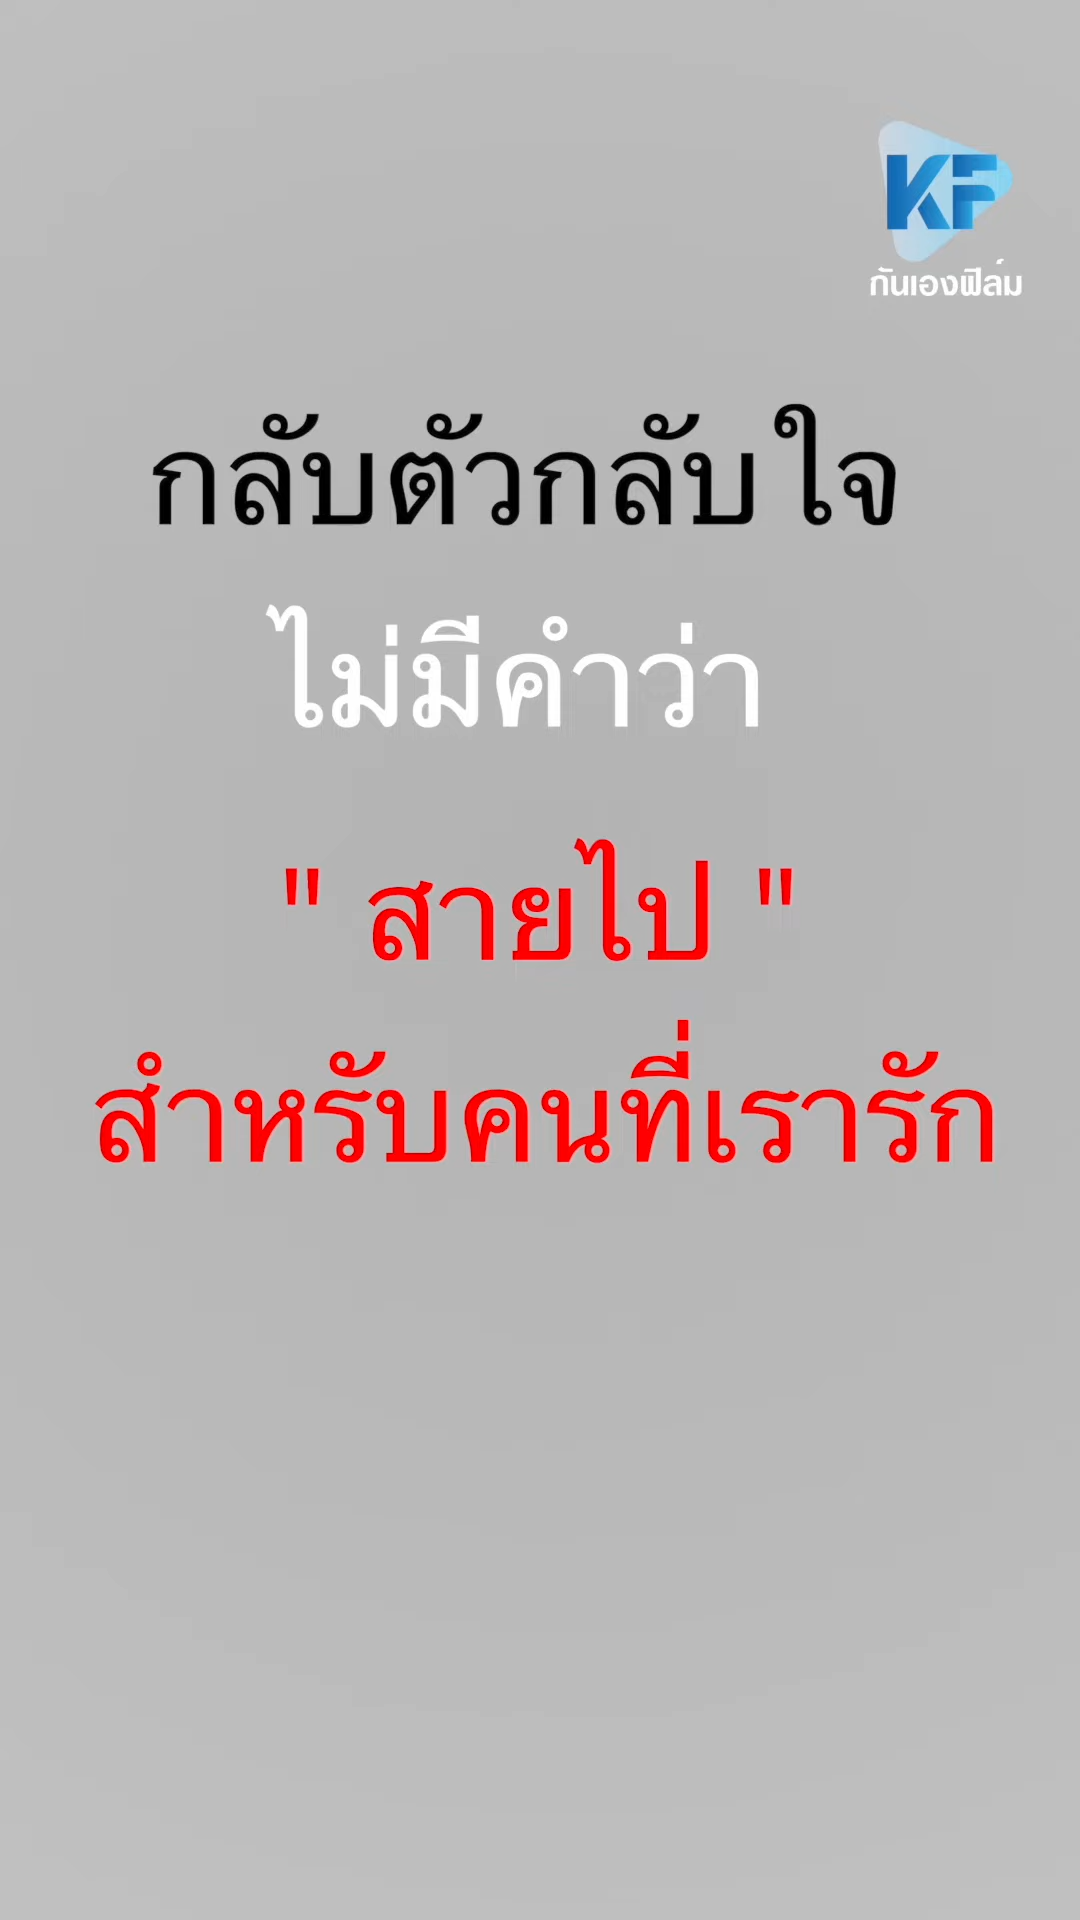 KF
กันเองฟิล์ม
กลับตัวกลับใจ
ไม่มีคำว่า
" สายไป "
สำหรับคนที่เรารัก